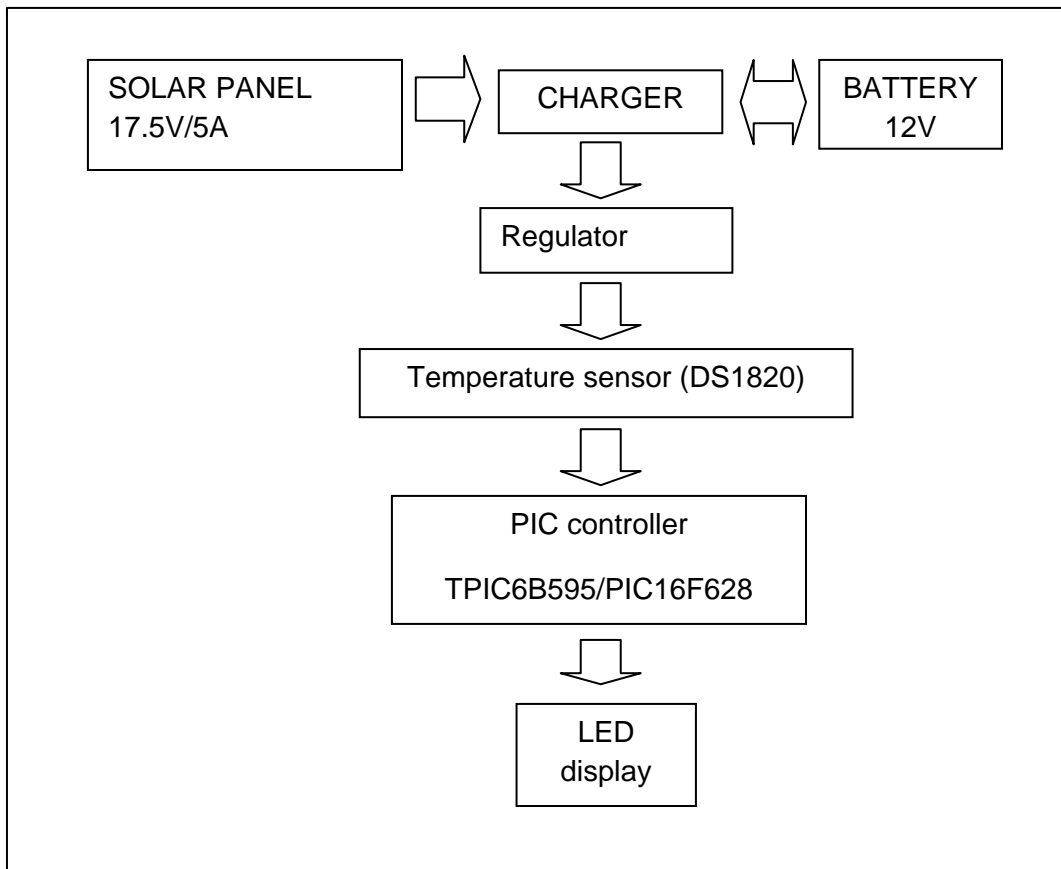 SOLAR PANEL
17.5V/5A
CHARGER
BATTERY
12V
Regulator
Temperature sensor (DS1820)
PIC controller
TPIC6B595/PIC16F628
LED
display